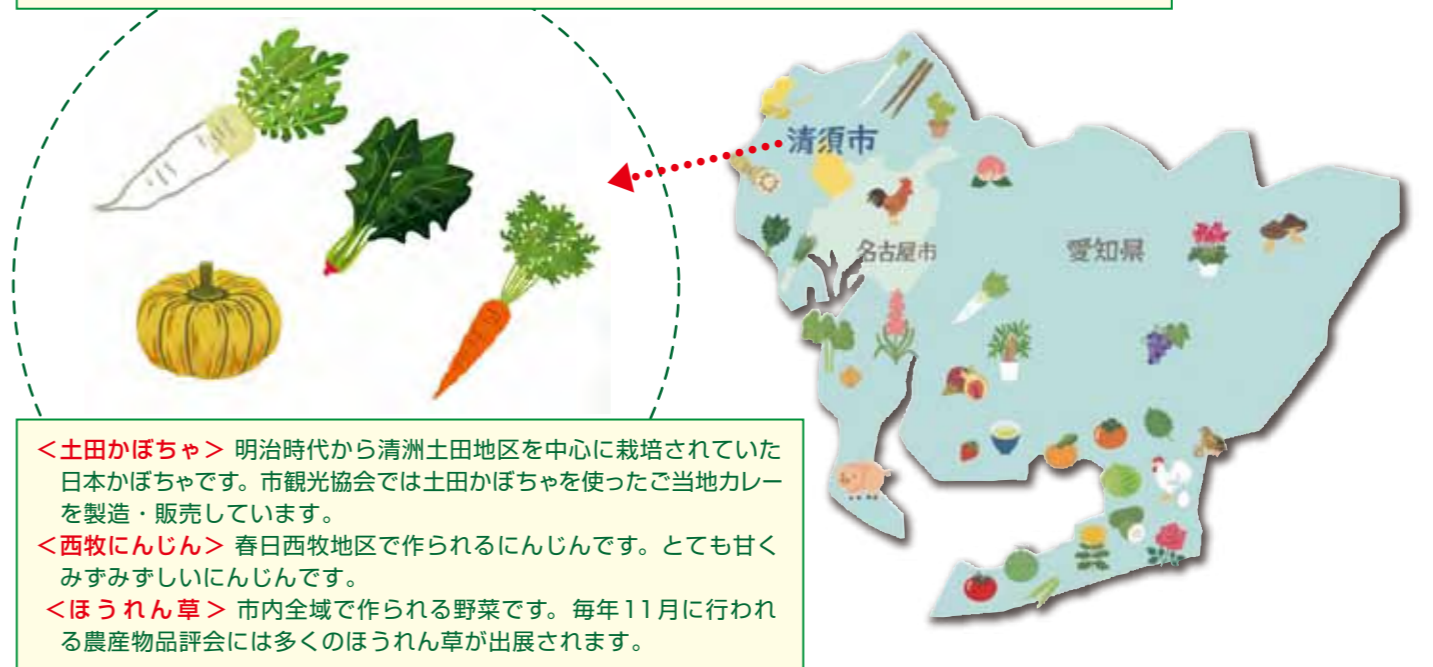 清須市
名古屋市
愛知県
＜土田かぼちゃ＞ 明治時代から清洲土田地区を中心に栽培されていた
日本かぼちゃです。市観光協会では土田かぼちゃを使ったご当地カレー
を製造・販売しています。
＜西牧にんじん＞ 春日西牧地区で作られるにんじんです。とても甘く
みずみずしいにんじんです。
＜ほうれん草＞ 市内全域で作られる野菜です。毎年11月に行われ
る農産物品評会には多くのほうれん草が出展されます。